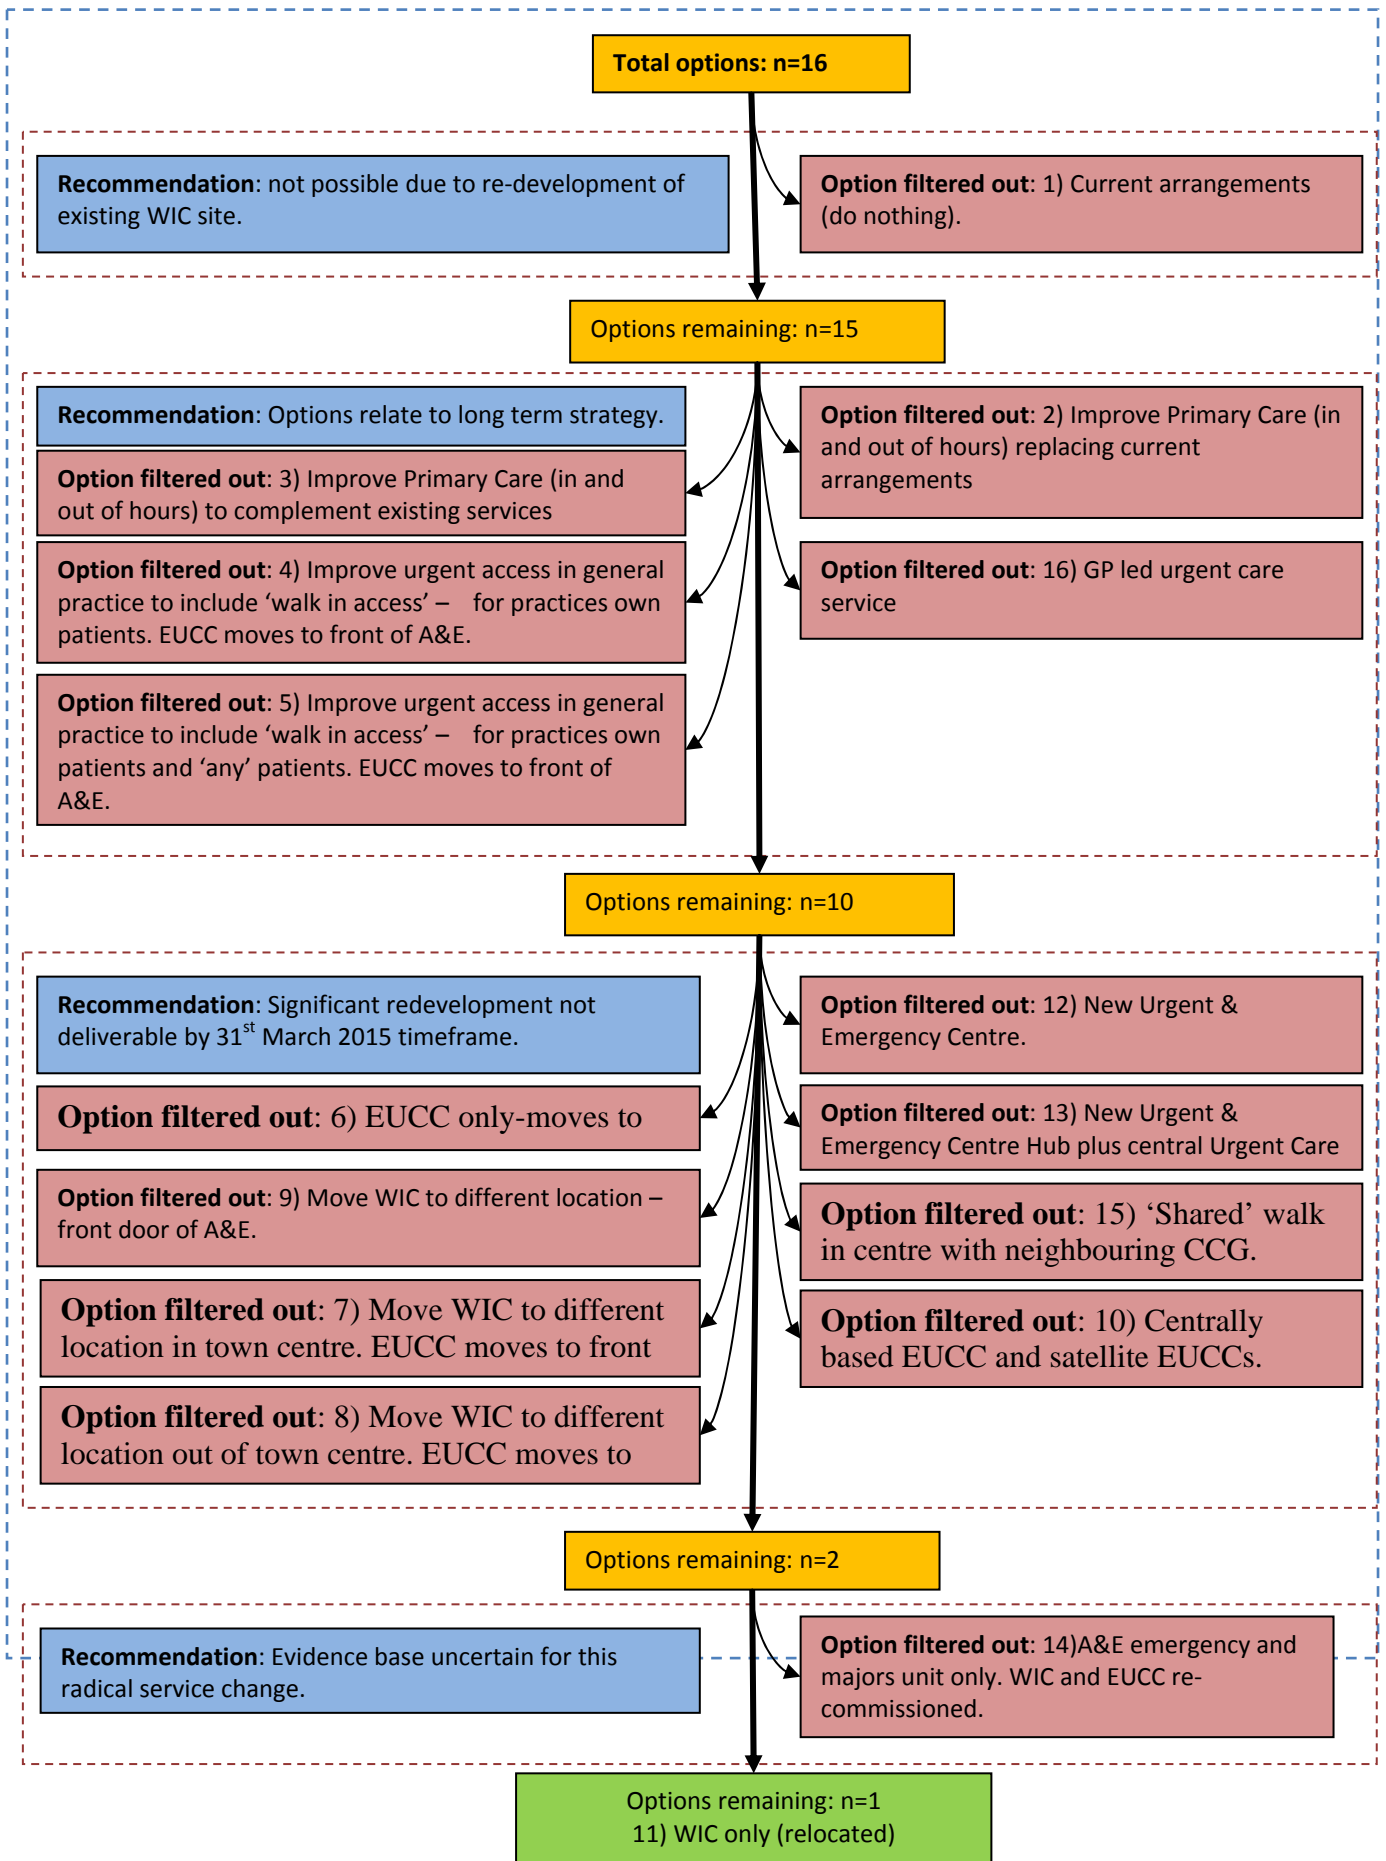 Total options: n=16
Recommendation: not possible due to re-development of
existing WIC site.
Option filtered out: 1) Current arrangements
(do nothing).
Options remaining: n=15
Recommendation: Options relate to long term strategy.
Option filtered out: 3) Improve Primary Care (in and
out of hours) to complement existing services
Option filtered out: 4) Improve urgent access in general
practice to include ‘walk in access’ – for practices own
patients. EUCC moves to front of A&E.
Option filtered out: 5) Improve urgent access in general
practice to include ‘walk in access’ – for practices own
patients and ‘any’ patients. EUCC moves to front of
A&E.
Option filtered out: 2) Improve Primary Care (in
and out of hours) replacing current
arrangements
Option filtered out: 16) GP led urgent care
service
Options remaining: n=10
Recommendation: Significant redevelopment not
deliverable by 31st March 2015 timeframe.
Option filtered out: 6) EUCC only-moves to
Option filtered out: 9) Move WIC to different location –
front door of A&E.
Option filtered out: 7) Move WIC to different
location in town centre. EUCC moves to front
Option filtered out: 8) Move WIC to different
location out of town centre. EUCC moves to
Option filtered out: 12) New Urgent &
Emergency Centre.
Option filtered out: 13) New Urgent &
Emergency Centre Hub plus central Urgent Care
Option filtered out: 15) ‘Shared’ walk
in centre with neighbouring CCG.
Option filtered out: 10) Centrally
based EUCC and satellite EUCCs.
Options remaining: n=2
Recommendation: Evidence base uncertain for this
radical service change.
Option filtered out: 14)A&E emergency and
majors unit only. WIC and EUCC re-
commissioned.
Options remaining: n=1
11) WIC only (relocated)